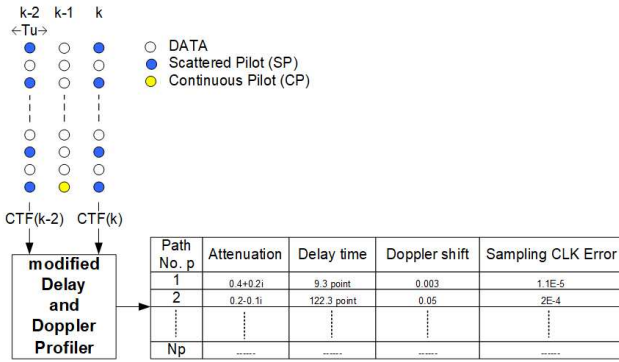 k-2 k-1 k
←Tu→
DATA
Scattered Pilot (SP)
Continuous Pilot (CP)
CTF(k-2) CTF(k)
modified
Delay
and
Doppler
Profiler
Path No. p Attenuation Delay time Doppler shift Sampling CLK Error
1 0.4+0.2i 9.3 point 0.003 1.1E-5
2 0.2-0.1i 122.3 point 0.05 2E-4
Np ------ ------ ------ ------